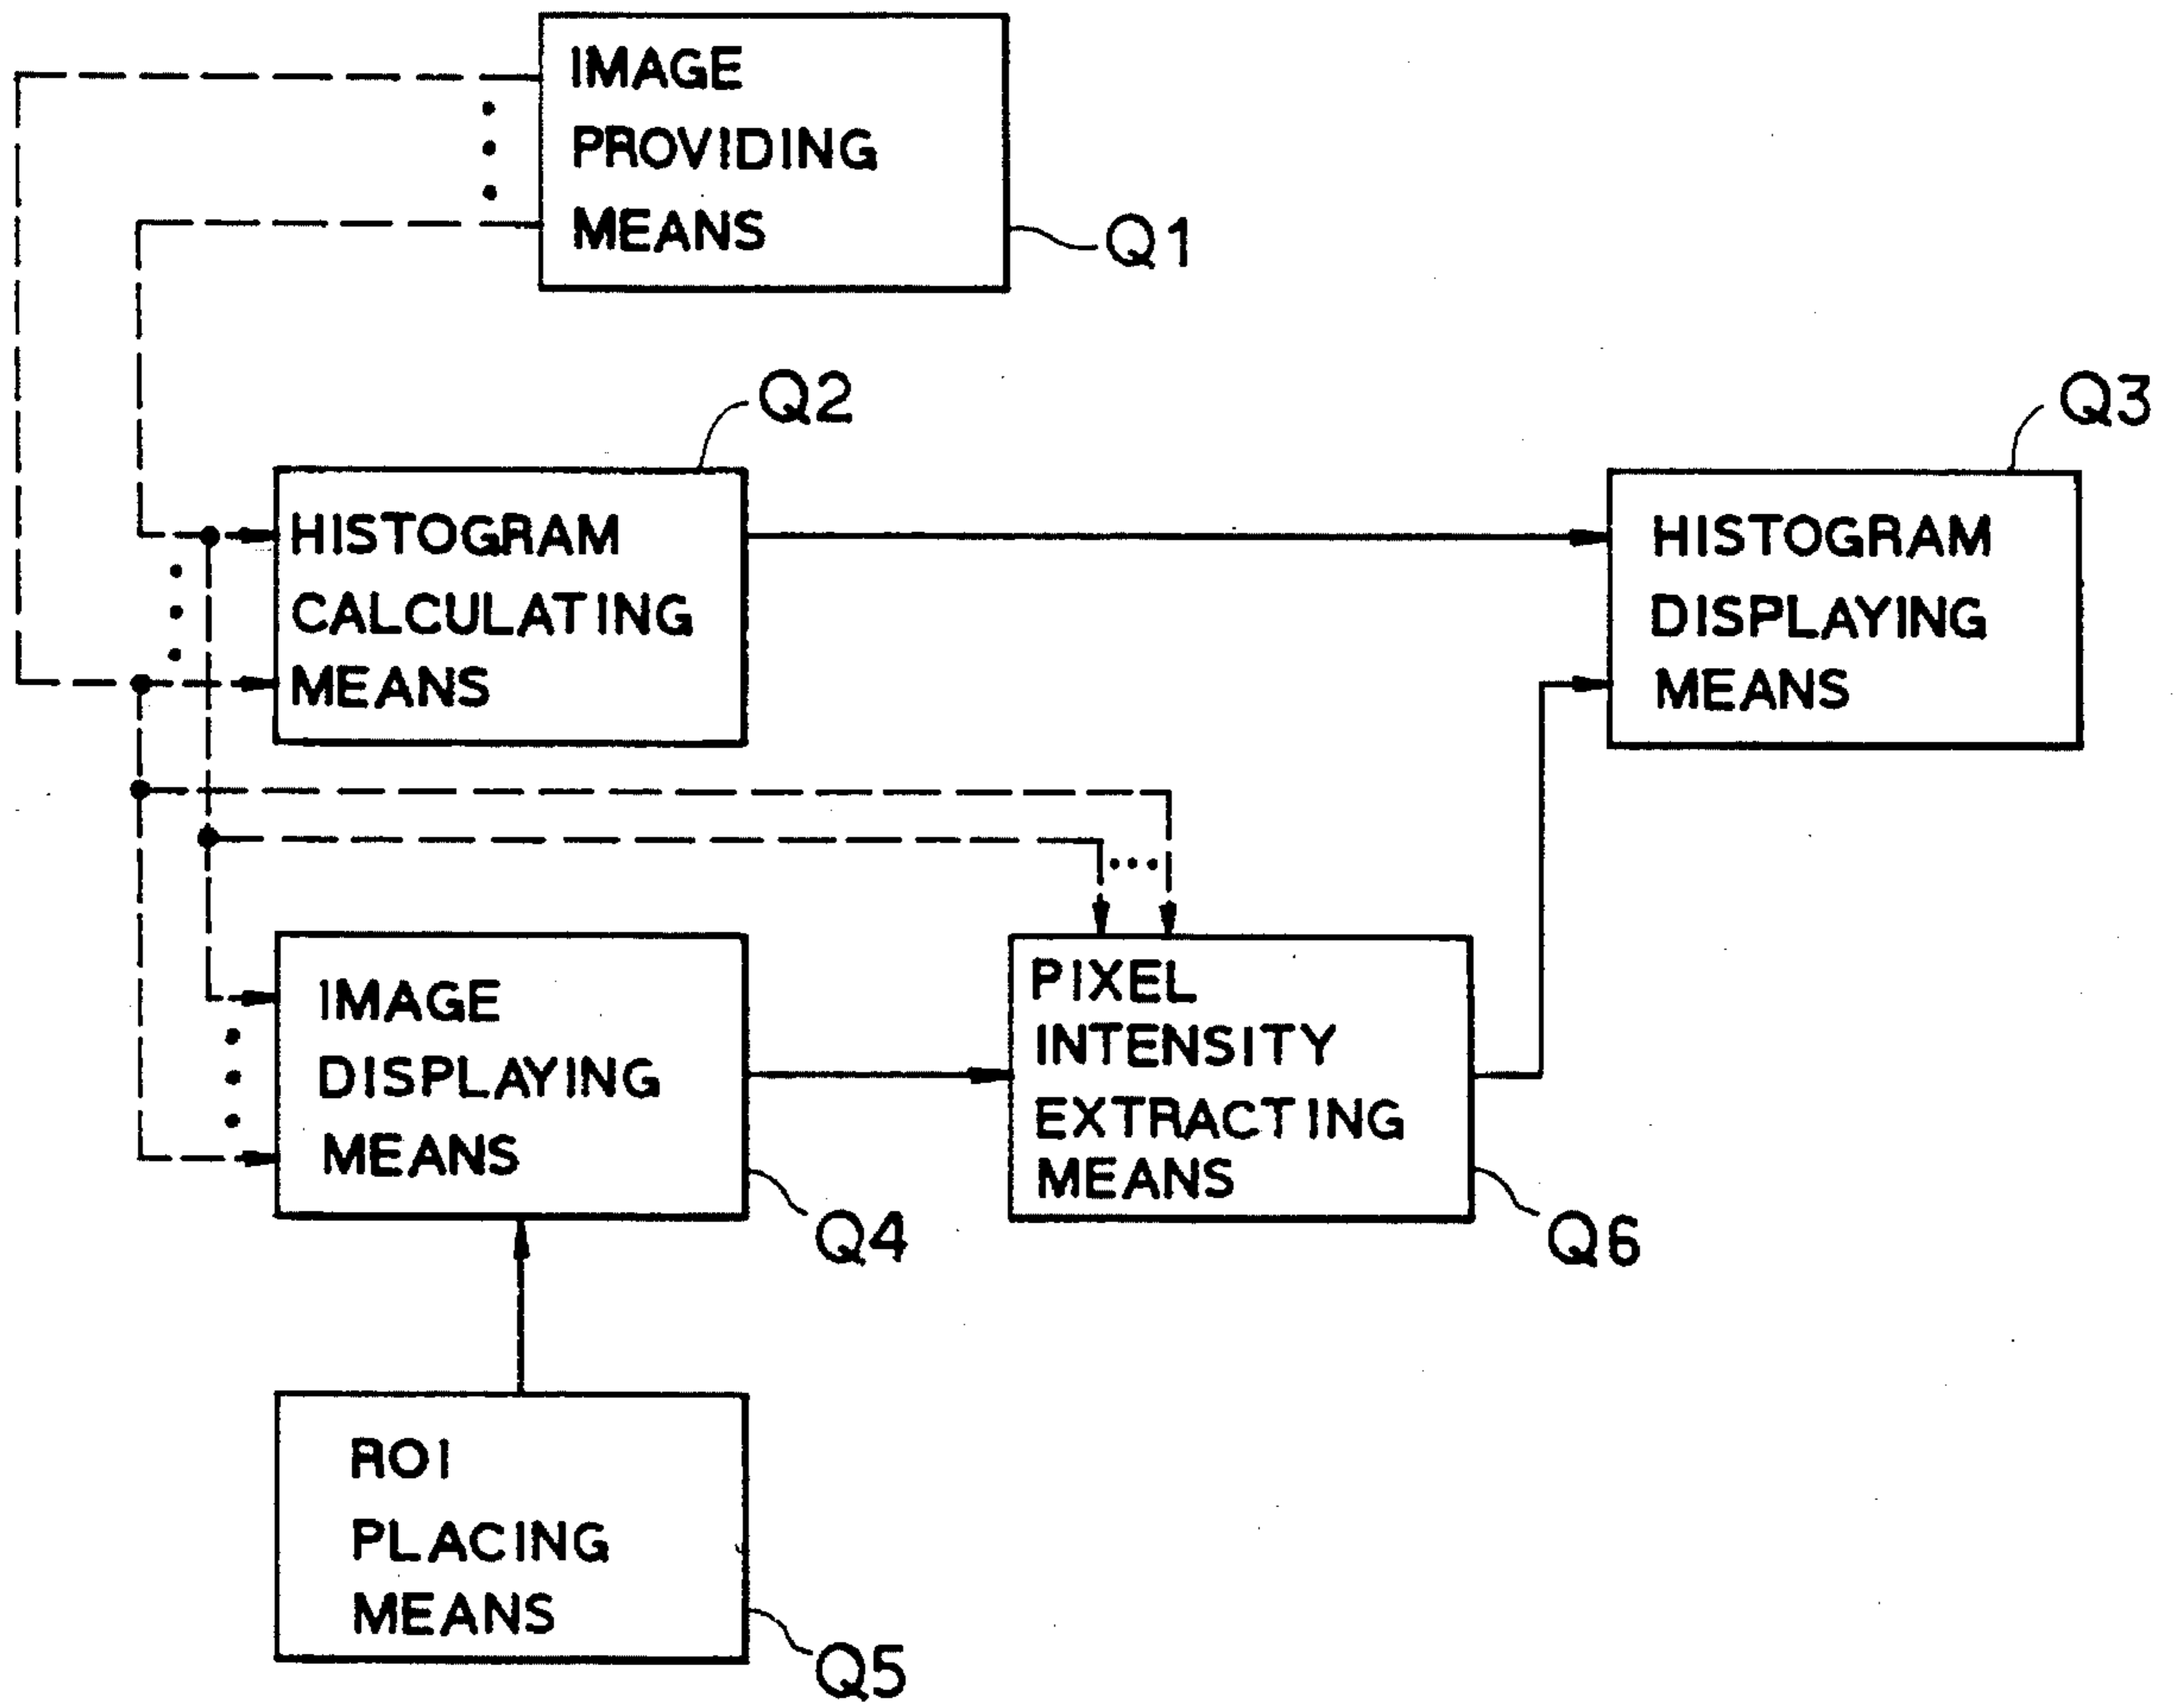 IMAGE
PROVIDING
MEANS
Q1
Q2
HISTOGRAM
CALCULATING
MEANS
Q3
HISTOGRAM
DISPLAYING
MEANS
IMAGE
DISPLAYING
MEANS
Q4
PIXEL
INTENSITY
EXTRACTING
MEANS
Q6
ROI
PLACING
MEANS
Q5